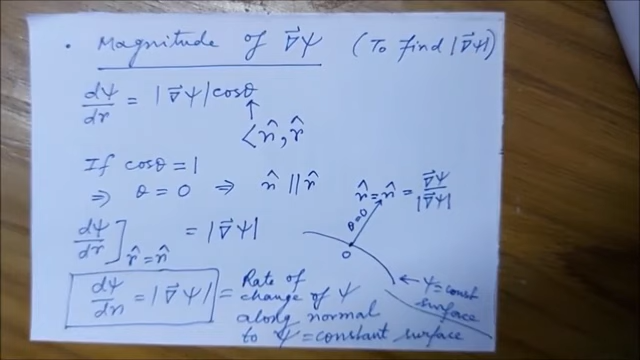 • Magnitude of ∇⃗ψ (To find |∇⃗ψ|)
dψ/dr = |∇⃗ψ| cosθ
↑
< n̂, r̂
If cosθ = 1
⇒ θ = 0 ⇒ n̂ || r̂
r̂ = n̂ = ∇⃗ψ/|∇⃗ψ|
θ=0
O
dψ/dr]r̂=n̂ = |∇⃗ψ|
← ψ = const surface
dψ/dn = |∇⃗ψ| = Rate of
change of ψ
along normal
to ψ = constant surface